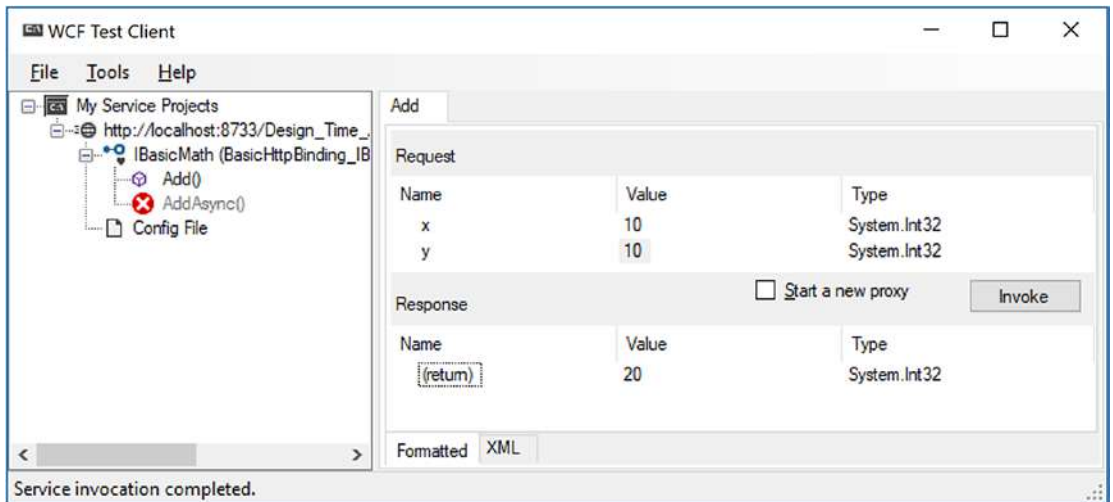 WCF Test Client
File Tools Help
My Service Projects
http://localhost:8733/Design_Time_.
IBasicMath (BasicHttpBinding_IB
Add()
AddAsync()
Config File
Add
Request
Name Value Type
x 10 System.Int32
y 10 System.Int32
Response Start a new proxy Invoke
Name Value Type
(return) 20 System.Int32
Formatted XML
Service invocation completed.